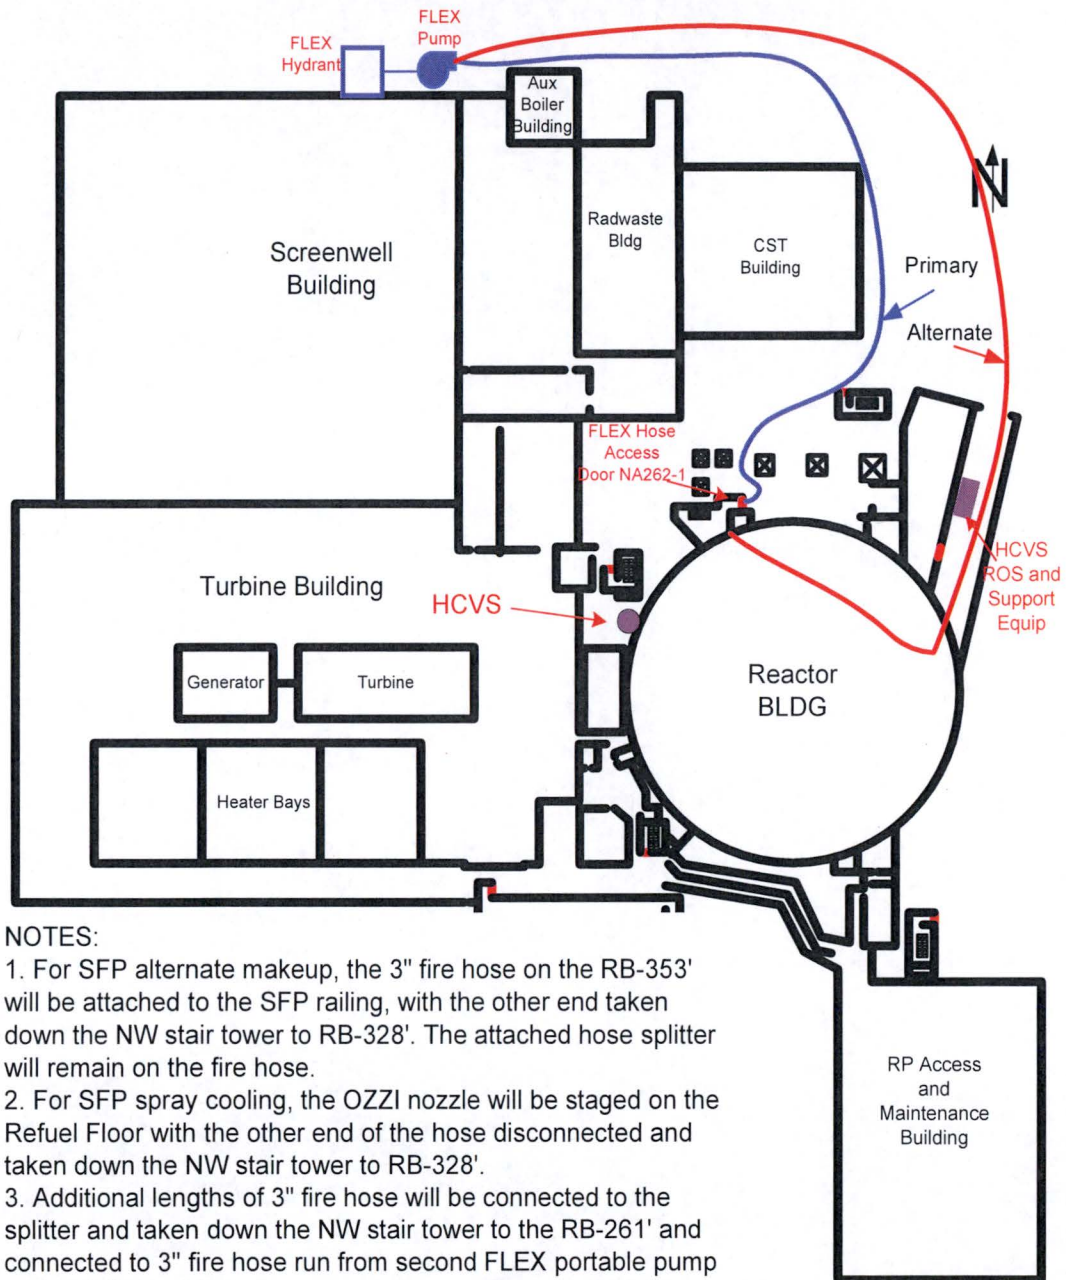 FLEX
Pump
FLEX
Hydrant
Aux
Boiler
Building
N
Radwaste
Bldg
CST
Building
Screenwell
Building
Primary
Alternate
FLEX Hose
Access
Door NA262-1
HCVS
ROS and
Support
Equip
Turbine Building
HCVS
Generator
Turbine
Reactor
BLDG
Heater Bays
NOTES:
1. For SFP alternate makeup, the 3" fire hose on the RB-353'
will be attached to the SFP railing, with the other end taken
down the NW stair tower to RB-328'. The attached hose splitter
will remain on the fire hose.
2. For SFP spray cooling, the OZZI nozzle will be staged on the
Refuel Floor with the other end of the hose disconnected and
taken down the NW stair tower to RB-328'.
3. Additional lengths of 3" fire hose will be connected to the
splitter and taken down the NW stair tower to the RB-261' and
connected to 3" fire hose run from second FLEX portable pump
RP Access
and
Maintenance
Building